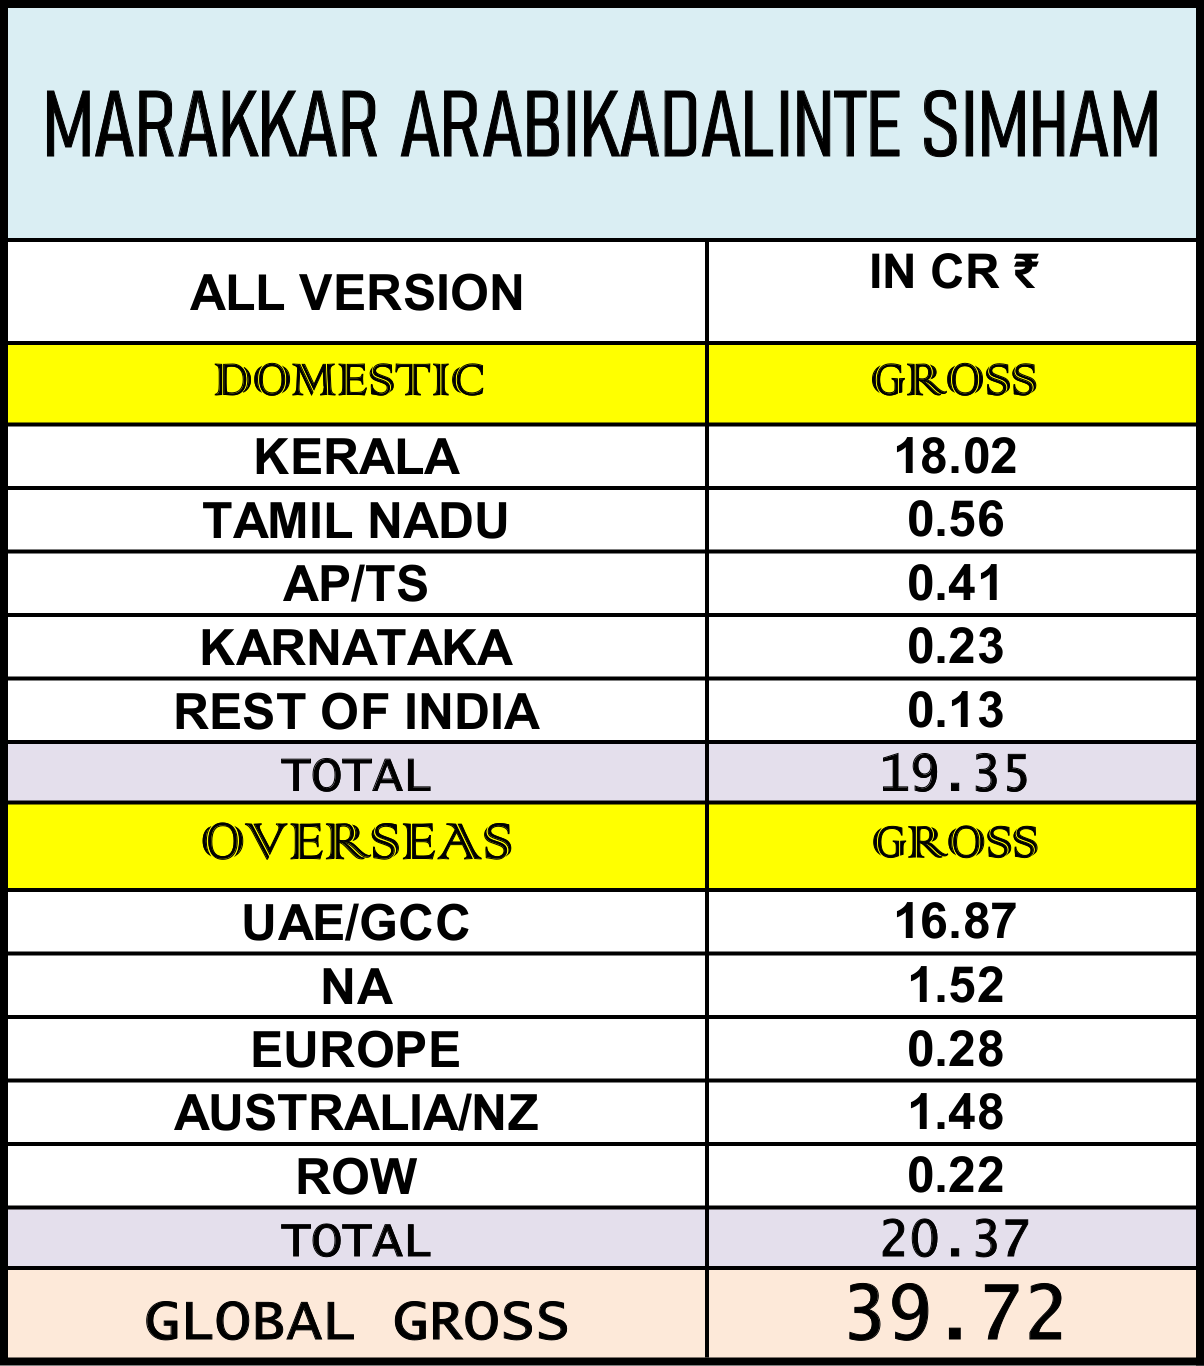 MARAKKAR ARABIKADALINTE SIMHAM
ALL VERSION IN CR ₹
DOMESTIC GROSS
KERALA 18.02
TAMIL NADU 0.56
AP/TS 0.41
KARNATAKA 0.23
REST OF INDIA 0.13
TOTAL 19.35
OVERSEAS GROSS
UAE/GCC 16.87
NA 1.52
EUROPE 0.28
AUSTRALIA/NZ 1.48
ROW 0.22
TOTAL 20.37
GLOBAL GROSS 39.72